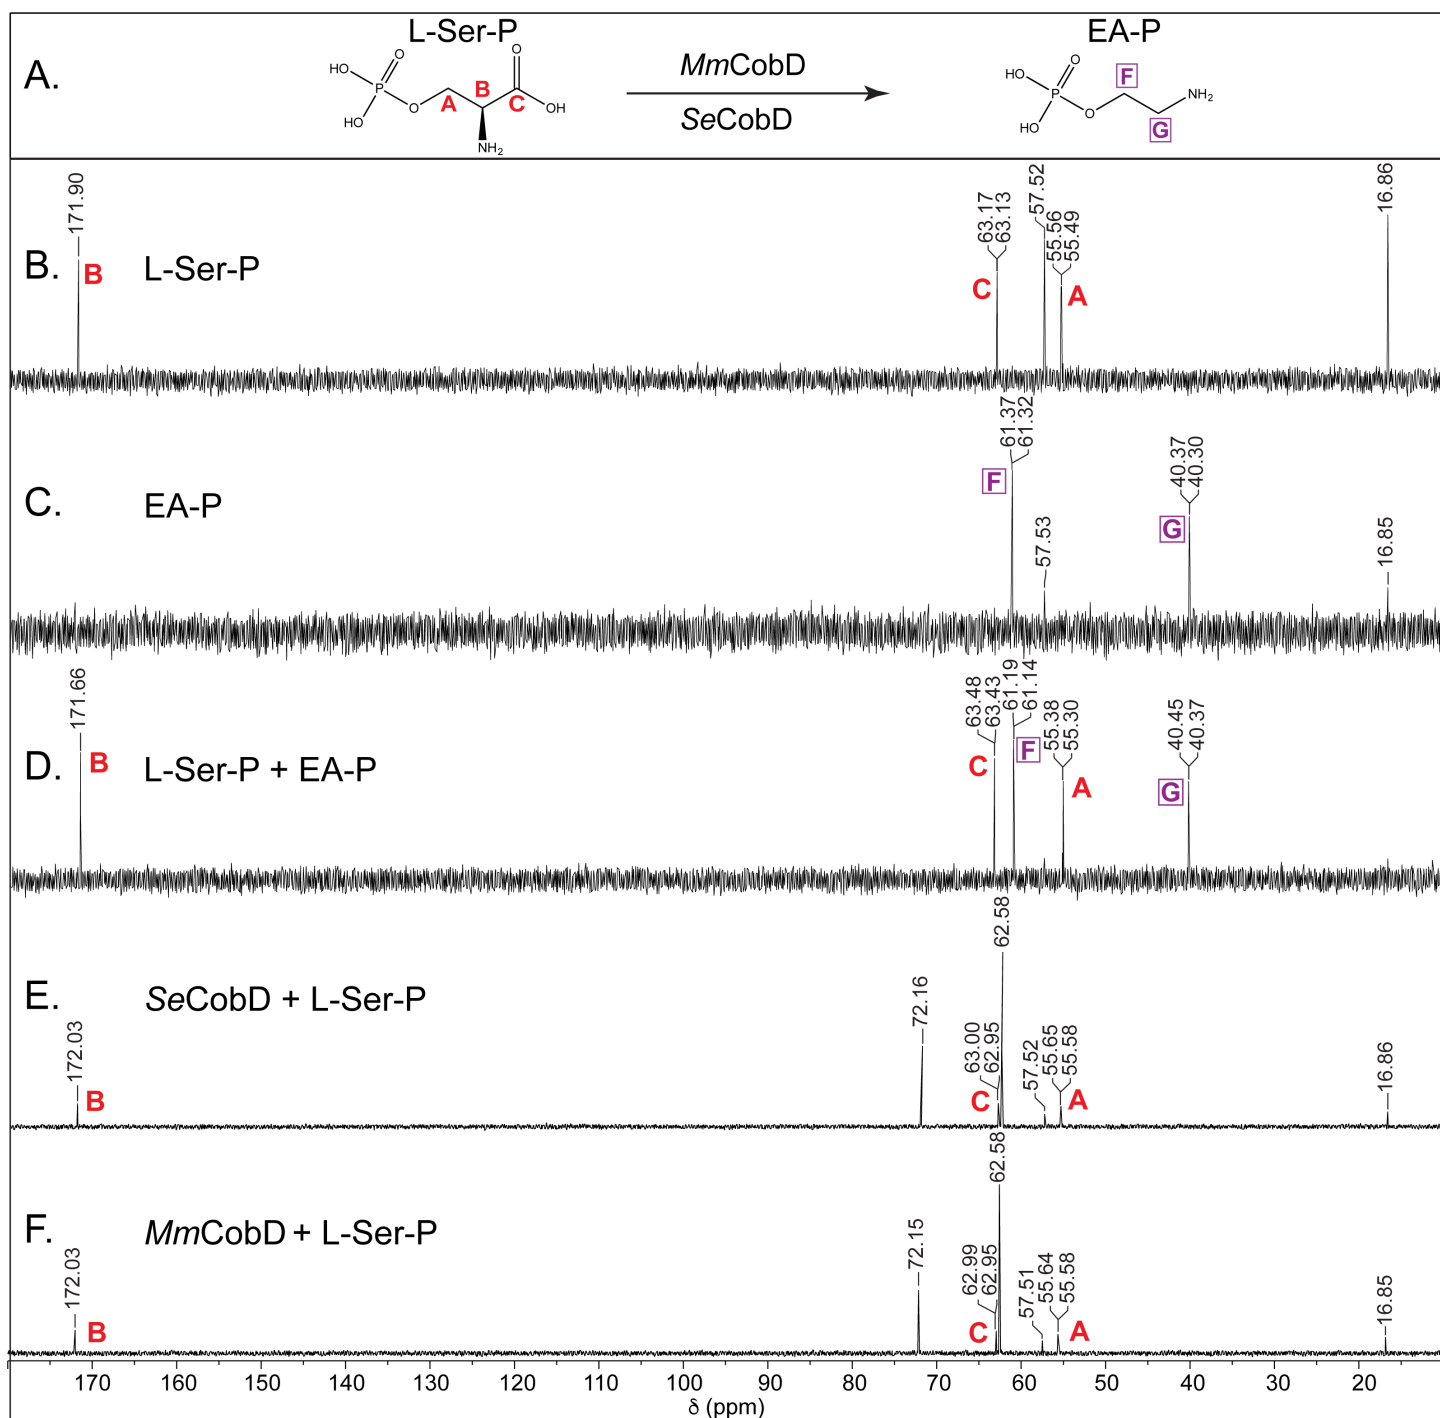 A.
L-Ser-P
HO
O
P
HO
O
A
B
C
O
OH
NH2
MmCobD
SeCobD
EA-P
HO
O
P
HO
O
F
G
NH2
B.
L-Ser-P
171.90
B
63.17
63.13
C
57.52
55.56
55.49
A
16.86
C.
EA-P
61.37
61.32
F
57.53
40.37
40.30
G
16.85
D.
L-Ser-P + EA-P
171.66
B
63.48
63.43
C
61.19
61.14
F
55.38
55.30
A
40.45
40.37
G
E.
SeCobD + L-Ser-P
172.03
B
72.16
63.00
62.95
C
62.58
57.52
55.65
55.58
A
16.86
F.
MmCobD + L-Ser-P
172.03
B
72.15
62.99
62.95
C
62.58
57.51
55.64
55.58
A
16.85
170 160 150 140 130 120 110 100 90 80 70 60 50 40 30 20
δ (ppm)